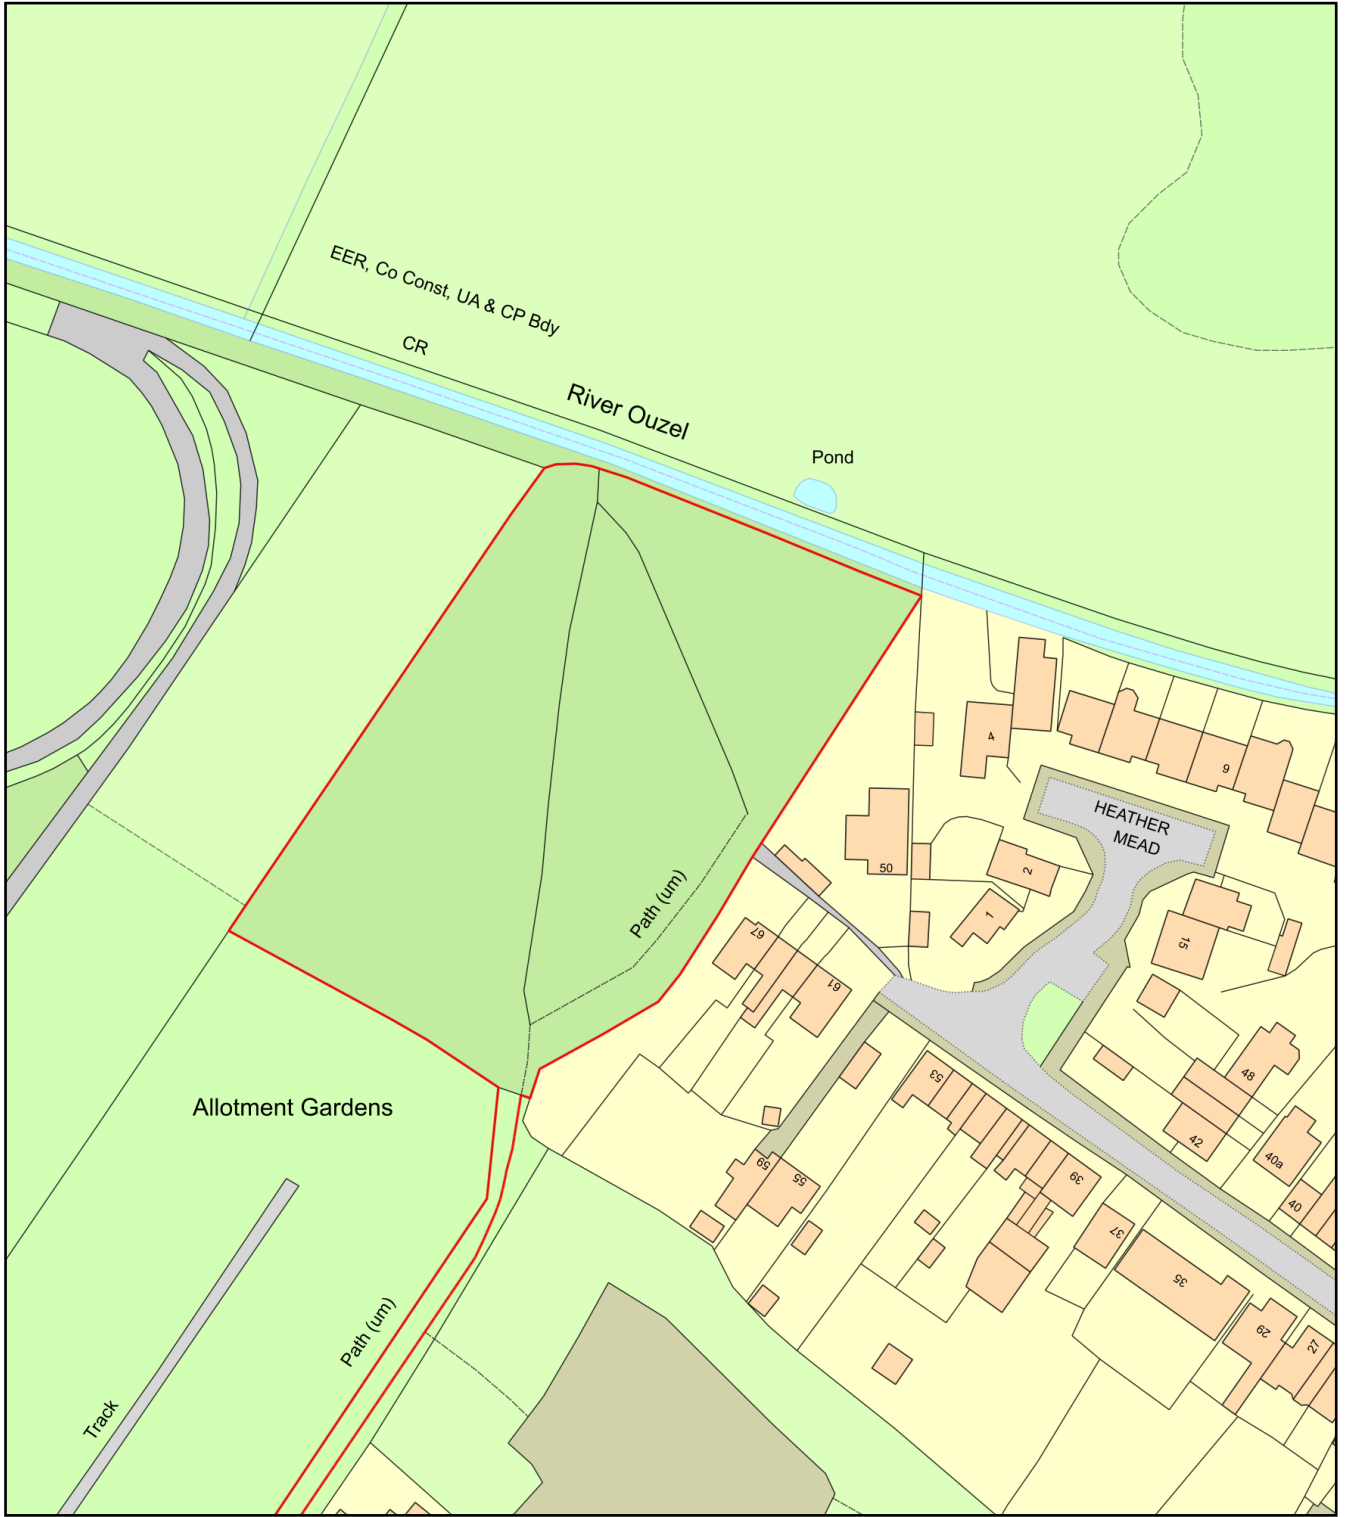 EER, Co Const, UA & CP Bdy
CR
River Ouzel
Pond
4
9
HEATHER
MEAD
50
2
1
15
Path (um)
67
61
53
48
42
40a
40
Allotment Gardens
59
55
39
37
35
29
27
Path (um)
Track